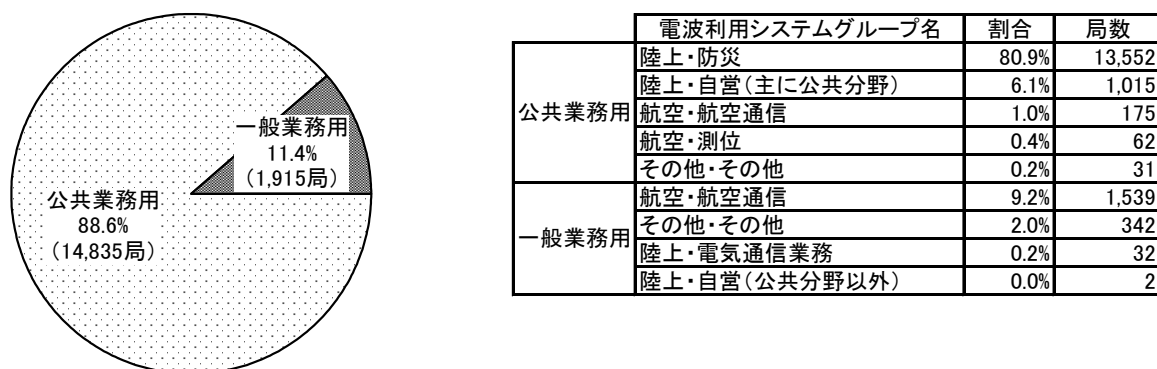 一般業務用
11.4%
(1,915局)
公共業務用
88.6%
(14,835局)
電波利用システムグループ名 割合 局数
公共業務用
陸上・防災 80.9% 13,552
陸上・自営(主に公共分野) 6.1% 1,015
航空・航空通信 1.0% 175
航空・測位 0.4% 62
その他・その他 0.2% 31
一般業務用
航空・航空通信 9.2% 1,539
その他・その他 2.0% 342
陸上・電気通信業務 0.2% 32
陸上・自営(公共分野以外) 0.0% 2